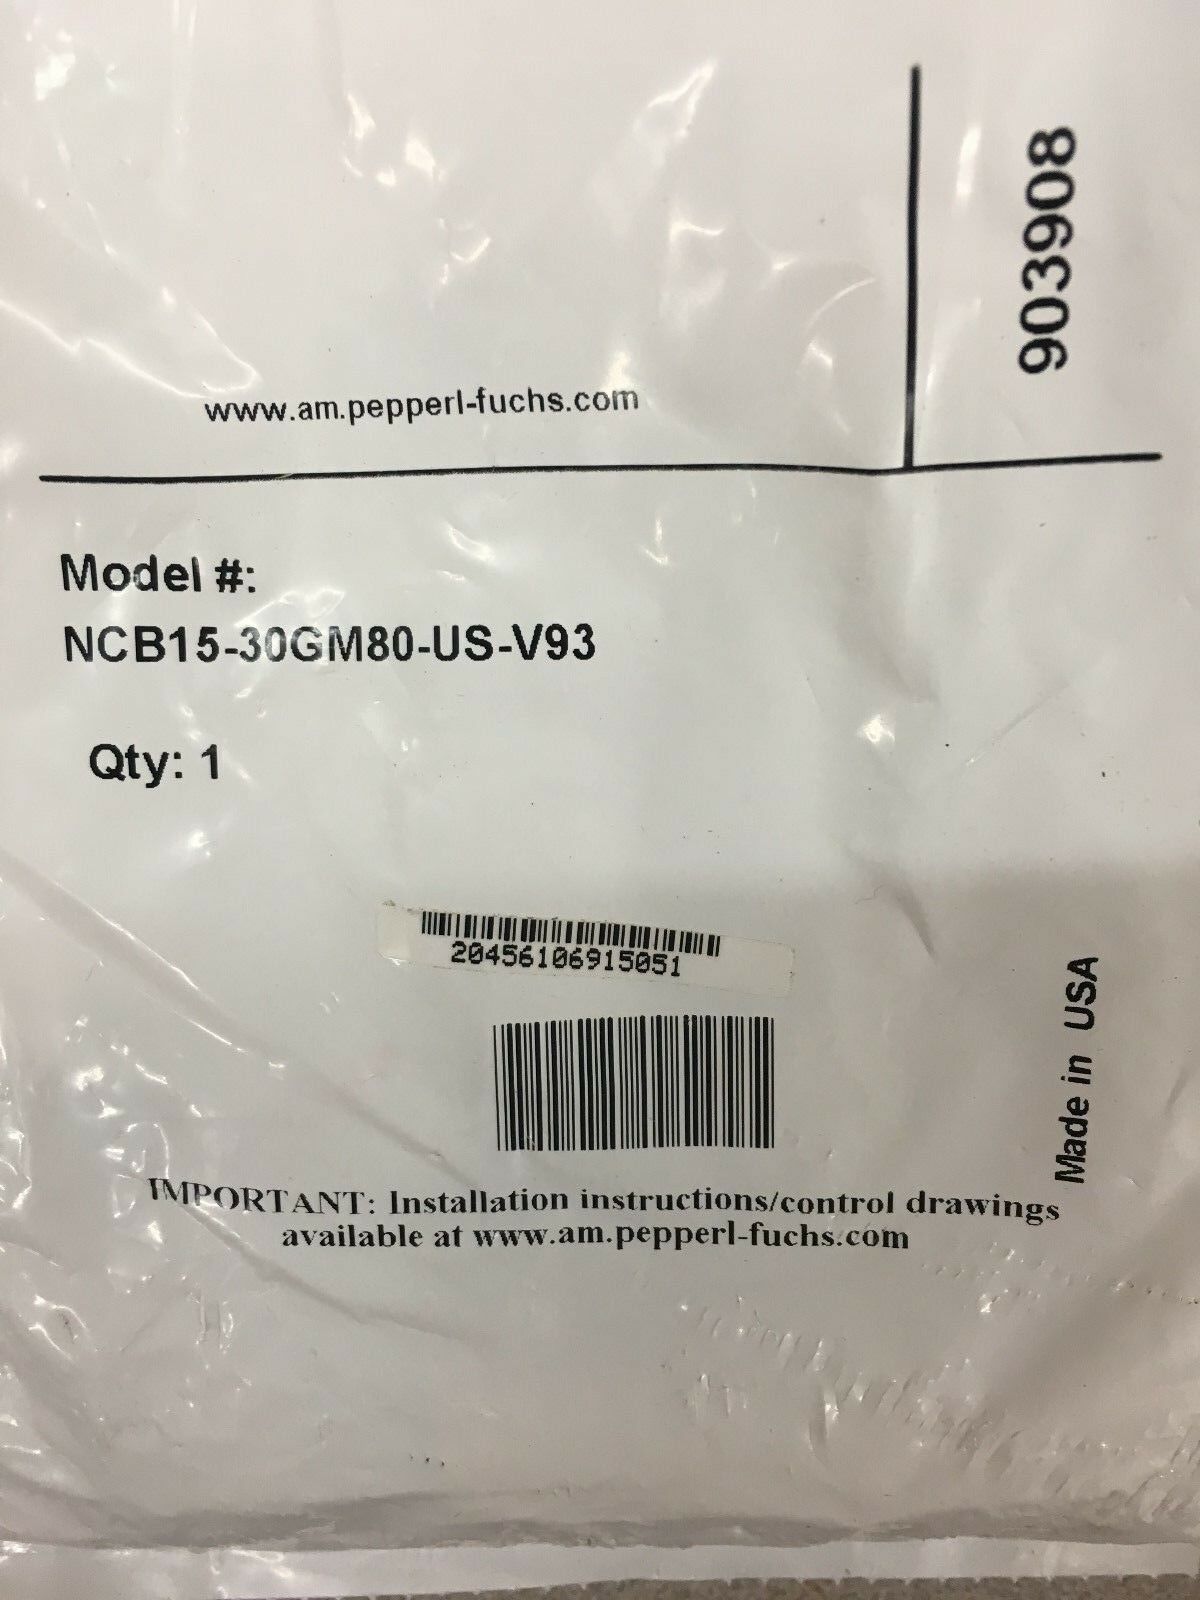 903908
www.am.pepperl-fuchs.com
Model #:
NCB15-30GM80-US-V93
Qty: 1
20456106915051
Made in USA
IMPORTANT: Installation instructions/control drawings
available at www.am.pepperl-fuchs.com